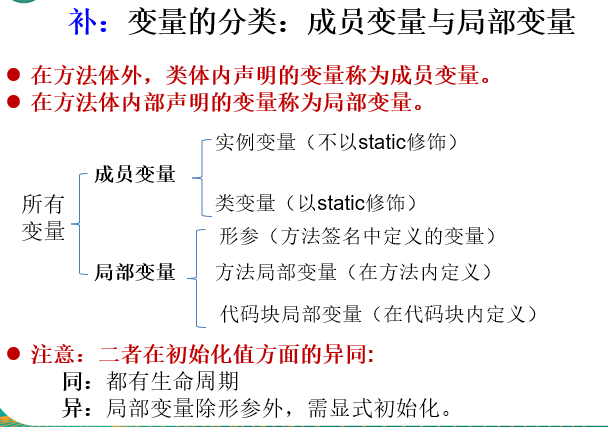 补：变量的分类：成员变量与局部变量
在方法体外，类体内声明的变量称为成员变量。
在方法体内部声明的变量称为局部变量。
实例变量（不以static修饰）
成员变量
类变量（以static修饰）
所有
变量
形参（方法签名中定义的变量）
局部变量
方法局部变量（在方法内定义）
代码块局部变量（在代码块内定义）
注意：二者在初始化值方面的异同:
同：都有生命周期
异：局部变量除形参外，需显式初始化。